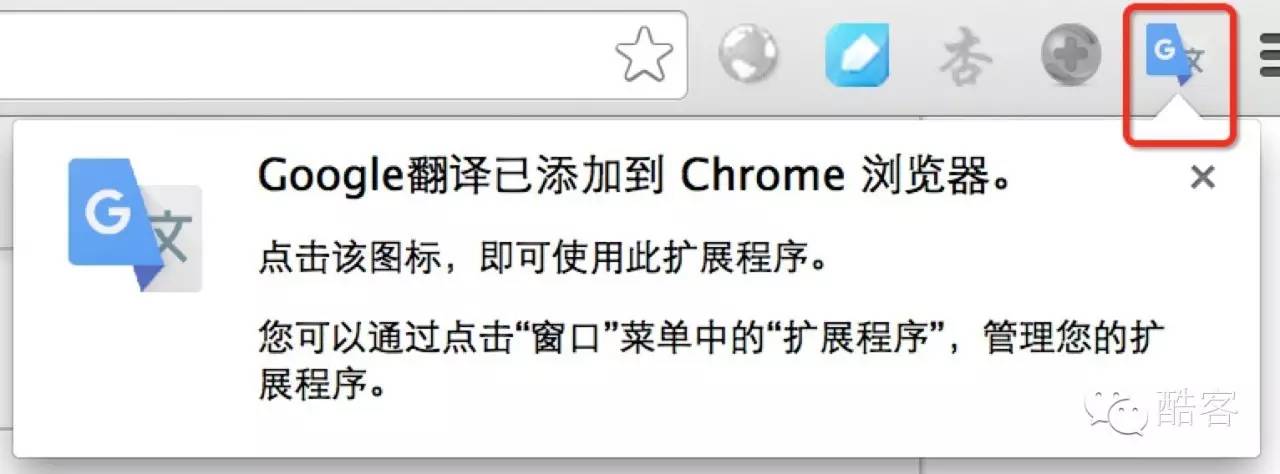 杏
G文
Google翻译已添加到 Chrome 浏览器。
G文
点击该图标，即可使用此扩展程序。
您可以通过点击“窗口”菜单中的“扩展程序”，管理您的扩
展程序。
酷客